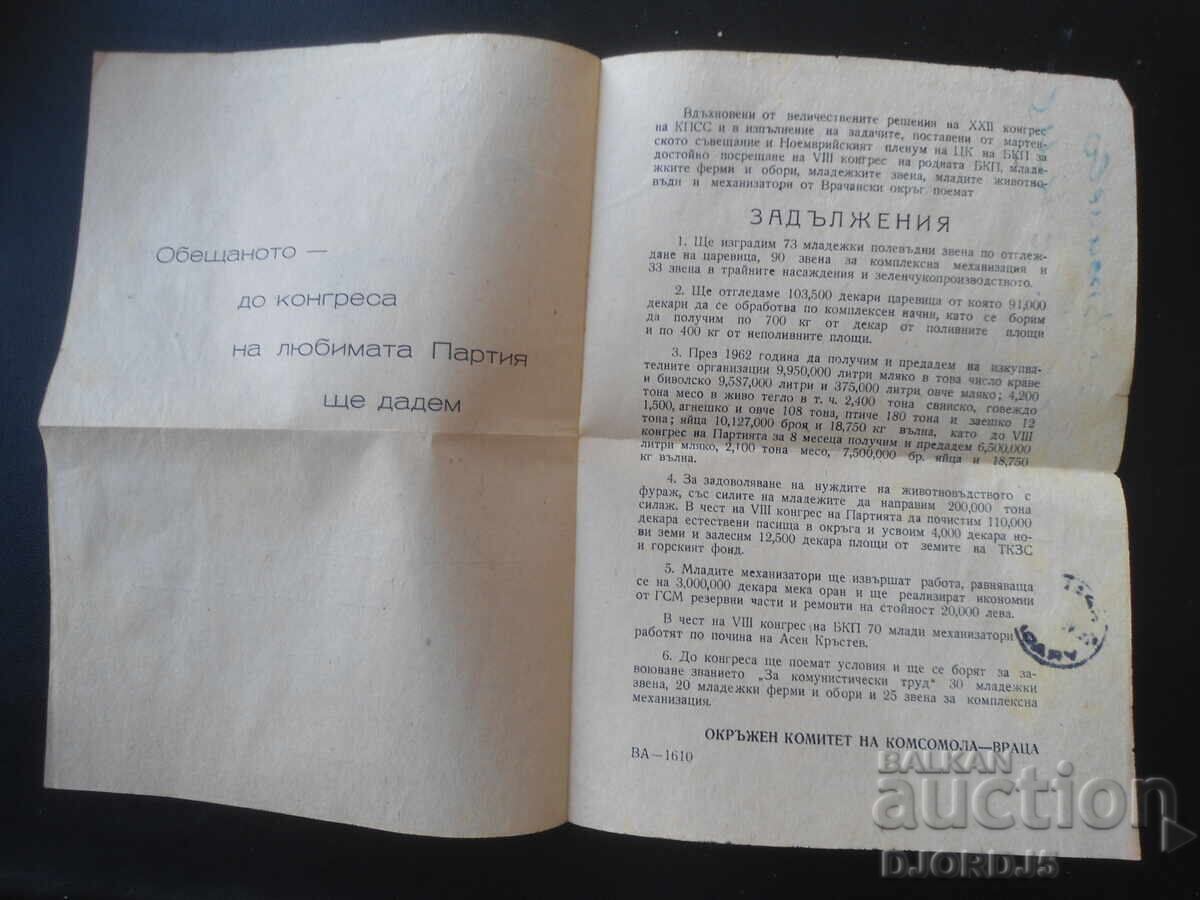 Обещаното —
до конгреса
на любимата Партия
ще дадем
Вдъхновени от величествените решения на XXII конгрес
на КПСС и в изпълнение на задачите, поставени от мартен-
ското съвещание и Ноемврийският пленум на ЦК на БКП за
достойно посрещане на VIII конгрес на родната БКП, младе-
жките ферми и обори, младежките звена, младите животно-
въди и механизатори от Врачански окръг поемат
ЗАДЪЛЖЕНИЯ
1. Ще изградим 73 младежки полевъдни звена по отглеж-
дане на царевица, 90 звена за комплексна механизация и
33 звена в трайните насаждения и зеленчукопроизводството.
2. Ще отгледаме 103,500 декари царевица от която 91,000
декари да се обработва по комплексен начин, като се борим
да получим по 700 кг от декар от поливните площи
и по 400 кг от неполивните площи.
3. През 1962 година да получим и предадем на изкупва-
телните организации 9,950,000 литри мляко в това число краве
и биволско 9,587,000 литри и 375,000 литри овче мляко; 4,200
тона месо в живо тегло в т. ч. 2,400 тона свинско, говеждо
1,500, агнешко и овче 108 тона, птиче 180 тона и заешко 12
тона; яйца 10,127,000 броя и 18,750 кг вълна, като до VIII
конгрес на Партията за 8 месеца получим и предадем 6,500,000
литри мляко, 2,100 тона месо, 7,500,000 бр. яйца и 18,750
кг вълна.
4. За задоволяване на нуждите на животновъдството с
фураж, със силите на младежите да направим 200,000 тона
силаж. В чест на VIII конгрес на Партията да почистим 110,000
декара естествени пасища в окръга и усвоим 4,000 декара но-
ви земи и залесим 12,500 декара площи от земите на ТКЗС
и горският фонд.
5. Младите механизатори ще извършат работа, равняваща
се на 3,000,000 декара мека оран и ще реализират икономии
от ГСМ резервни части и ремонти на стойност 20,000 лева.
В чест на VIII конгрес на БКП 70 млади механизатори
работят по почина на Асен Кръстев.
6. До конгреса ще поемат условия и ще се борят за за-
воюване званието „За комунистически труд“ 30 младежки
звена, 20 младежки ферми и обори и 25 звена за комплексна
механизация.
ОКРЪЖЕН КОМИТЕТ НА КОМСОМОЛА—ВРАЦА
ВА—1610
BALKAN
auction
DJORDJ5